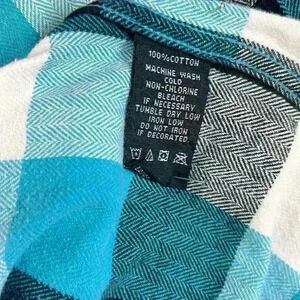 100%COTTON
MACHINE WASH
COLD
NON-CHLORINE
BLEACH
IF NECESSARY
TUMBLE DRY LOW
IRON LOW
DO NOT IRON
IF DECORATED.